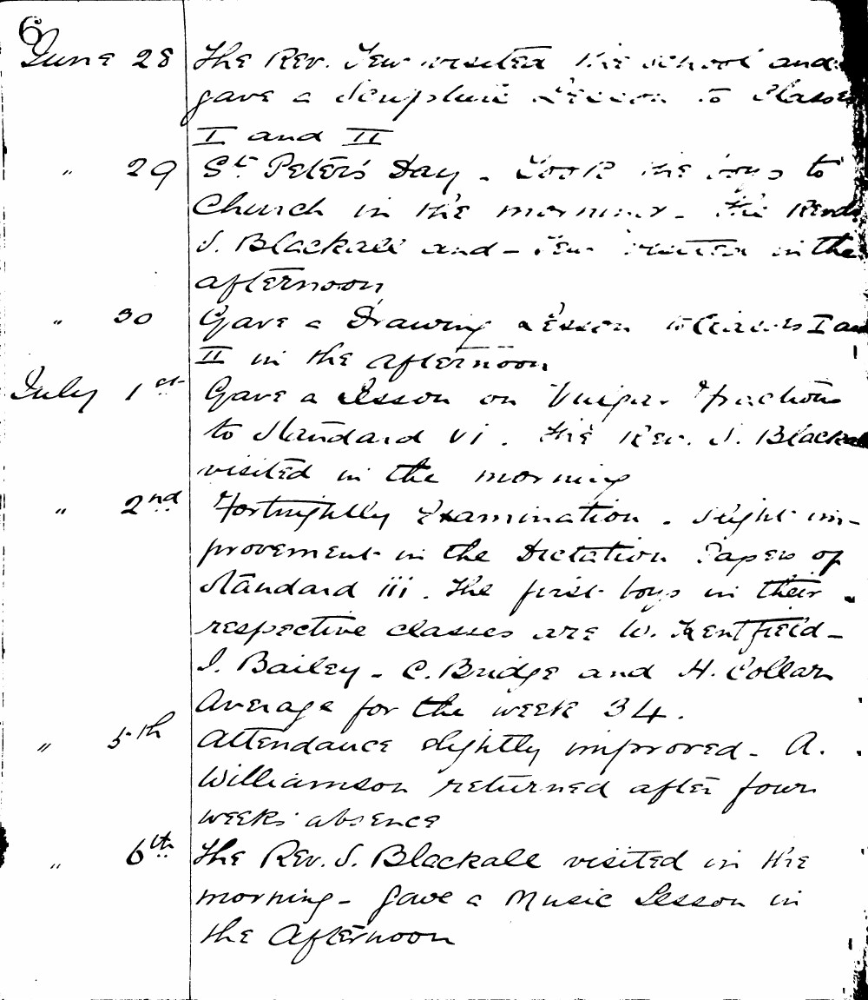 6
June 28 The Rev. Tew visited the school and
gave a Scripture Lesson to Classes
I and II
" 29 St Peter's Day - Took the boys to
Church in the morning - The Revds
S. Blackall and - Tew visited in the
afternoon
" 30 Gave a Drawing Lesson to Classes I an
II in the afternoon
July 1st Gave a Lesson on Vulgar Fractions
to Standard VI. The Rev. S. Blackall
visited in the morning
" 2nd Fortnightly Examination. Slight im-
provement in the Dictation Papers of
Standard iii. The first boys in their
respective classes are W. Kentfield -
J. Bailey - C. Bridge and H. Collar
Average for the week 34.
" 5th Attendance slightly improved - A.
Williamson returned after four
weeks absence
" 6th The Rev. S. Blackall visited in the
morning - Gave a Music Lesson in
the Afternoon